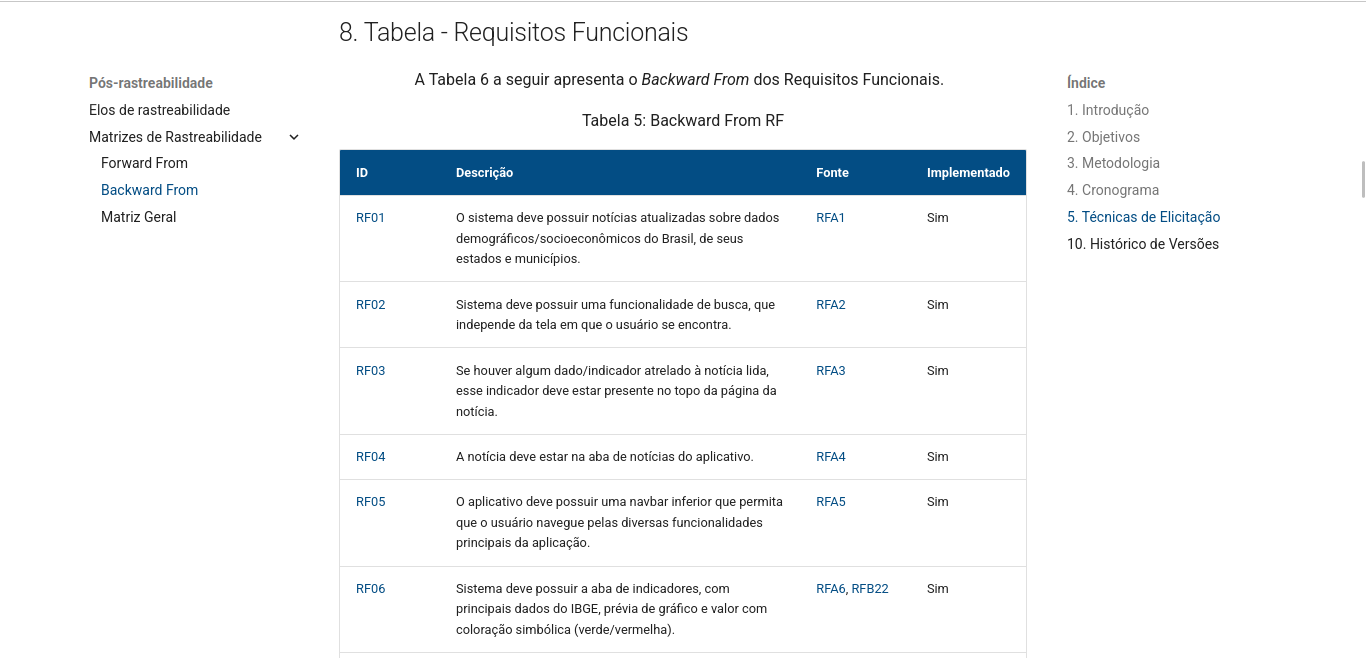 8. Tabela - Requisitos Funcionais
Pós-rastreabilidade
Elos de rastreabilidade
Matrizes de Rastreabilidade
Forward From
Backward From
Matriz Geral
A Tabela 6 a seguir apresenta o Backward From dos Requisitos Funcionais.
Tabela 5: Backward From RF
ID Descrição Fonte Implementado
RF01 O sistema deve possuir notícias atualizadas sobre dados RFA1 Sim
demográficos/socioeconômicos do Brasil, de seus
estados e municípios.
RF02 Sistema deve possuir uma funcionalidade de busca, que RFA2 Sim
independe da tela em que o usuário se encontra.
RF03 Se houver algum dado/indicador atrelado à notícia lida, RFA3 Sim
esse indicador deve estar presente no topo da página da
notícia.
RF04 A notícia deve estar na aba de notícias do aplicativo. RFA4 Sim
RF05 O aplicativo deve possuir uma navbar inferior que permita RFA5 Sim
que o usuário navegue pelas diversas funcionalidades
principais da aplicação.
RF06 Sistema deve possuir a aba de indicadores, com RFA6, RFB22 Sim
principais dados do IBGE, prévia de gráfico e valor com
coloração simbólica (verde/vermelha).
Índice
1. Introdução
2. Objetivos
3. Metodologia
4. Cronograma
5. Técnicas de Elicitação
10. Histórico de Versões